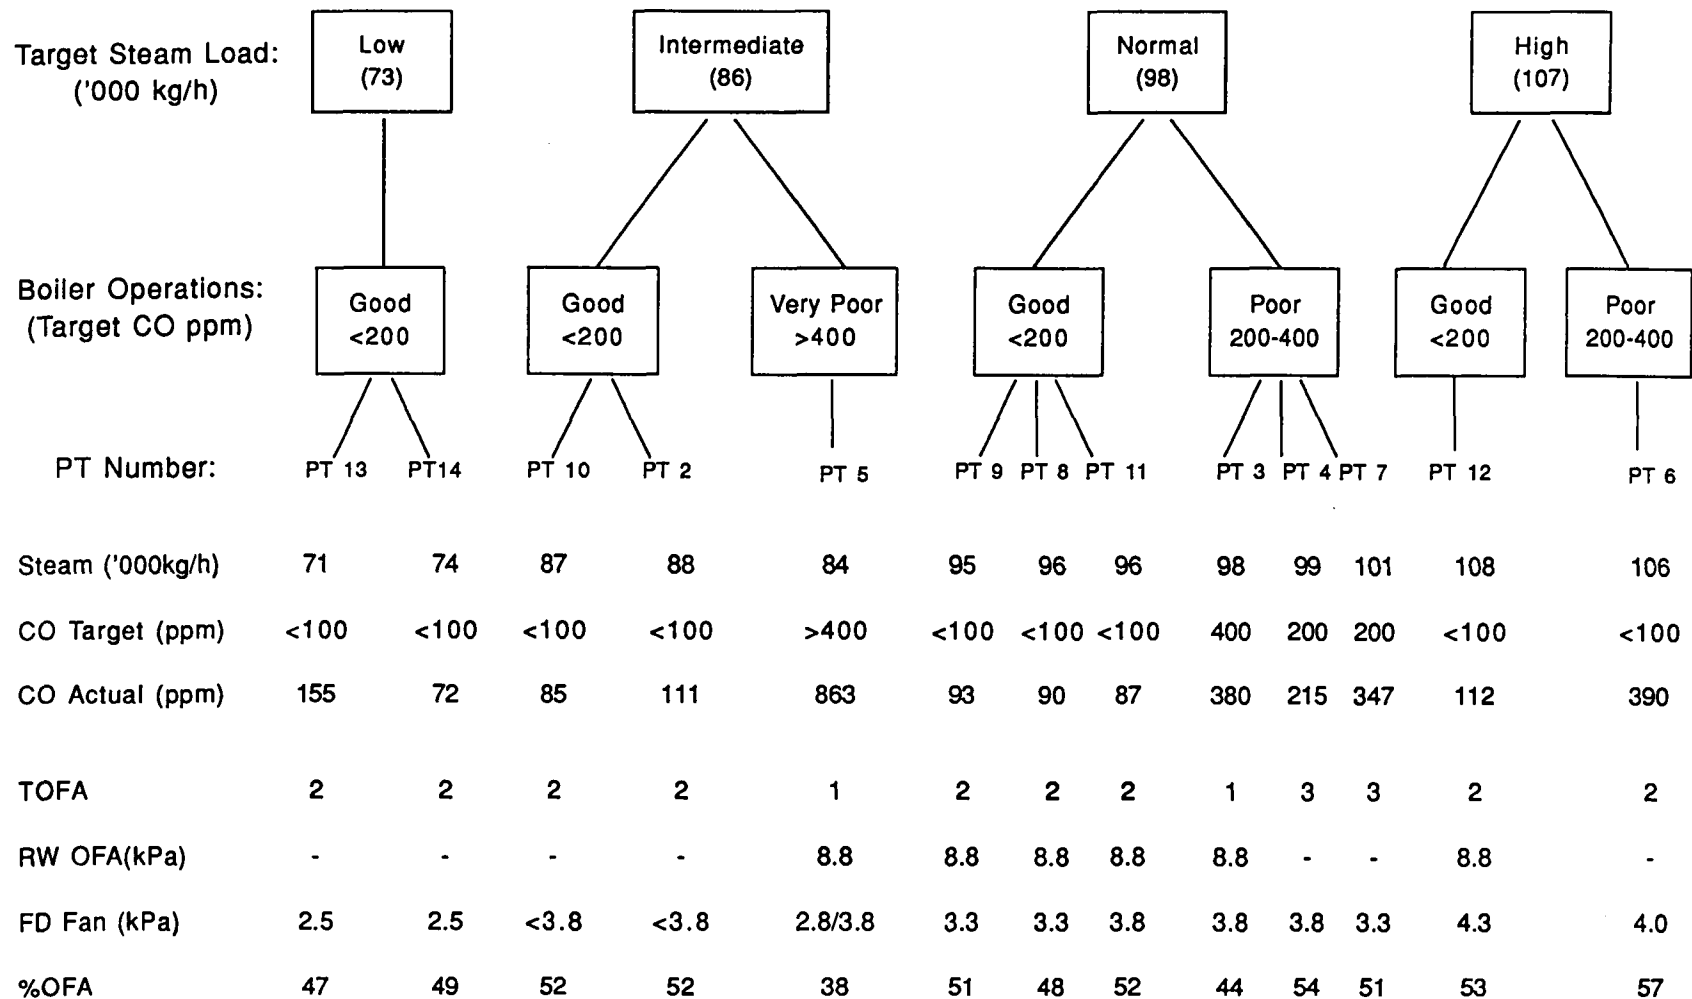 Target Steam Load:
('000 kg/h)
Low
(73)
Intermediate
(86)
Normal
(98)
High
(107)
Boiler Operations:
(Target CO ppm)
Good
<200
Good
<200
Very Poor
>400
Good
<200
Poor
200-400
Good
<200
Poor
200-400
PT Number: PT 13 PT14 PT 10 PT 2 PT 5 PT 9 PT 8 PT 11 PT 3 PT 4 PT 7 PT 12 PT 6
Steam ('000kg/h) 71 74 87 88 84 95 96 96 98 99 101 108 106
CO Target (ppm) <100 <100 <100 <100 >400 <100 <100 <100 400 200 200 <100 <100
CO Actual (ppm) 155 72 85 111 863 93 90 87 380 215 347 112 390
TOFA 2 2 2 2 1 2 2 2 1 3 3 2 2
RW OFA(kPa) - - - - 8.8 8.8 8.8 8.8 8.8 - - 8.8 -
FD Fan (kPa) 2.5 2.5 <3.8 <3.8 2.8/3.8 3.3 3.3 3.8 3.8 3.8 3.3 4.3 4.0
%OFA 47 49 52 52 38 51 48 52 44 54 51 53 57